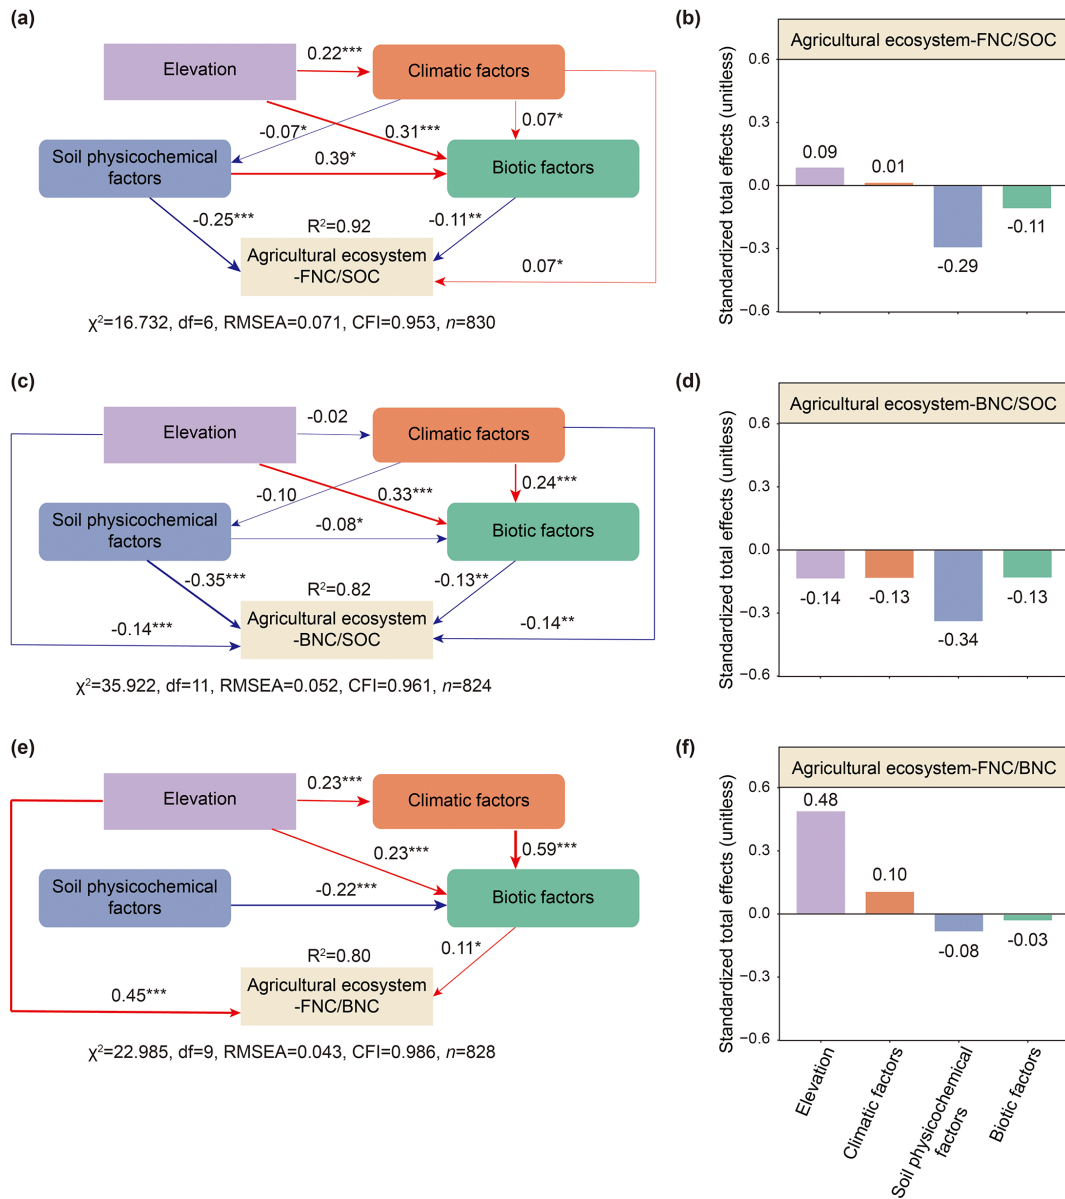 (a)
Elevation
0.22***
Climatic factors
-0.07*
0.31***
0.07*
Soil physicochemical
factors
0.39*
Biotic factors
-0.25***
R²=0.92
-0.11**
Agricultural ecosystem
-FNC/SOC
0.07*
χ²=16.732, df=6, RMSEA=0.071, CFI=0.953, n=830
(b)
Agricultural ecosystem-FNC/SOC
Standardized total effects (unitless)
0.6
0.3
0.0
−0.3
−0.6
0.09
0.01
-0.29
-0.11
(c)
Elevation
-0.02
Climatic factors
-0.10
0.33***
0.24***
Soil physicochemical
factors
-0.08*
Biotic factors
-0.35***
R²=0.82
-0.13**
Agricultural ecosystem
-BNC/SOC
-0.14***
-0.14**
χ²=35.922, df=11, RMSEA=0.052, CFI=0.961, n=824
(d)
Agricultural ecosystem-BNC/SOC
Standardized total effects (unitless)
0.6
0.3
0.0
−0.3
−0.6
-0.14
-0.13
-0.34
-0.13
(e)
Elevation
0.23***
Climatic factors
0.23***
0.59***
Soil physicochemical
factors
-0.22***
Biotic factors
R²=0.80
0.11*
Agricultural ecosystem
-FNC/BNC
0.45***
χ²=22.985, df=9, RMSEA=0.043, CFI=0.986, n=828
(f)
Agricultural ecosystem-FNC/BNC
Standardized total effects (unitless)
0.6
0.3
0.0
−0.3
−0.6
0.48
0.10
-0.08
-0.03
Elevation
Climatic factors
Soil physicochemical
factors
Biotic factors